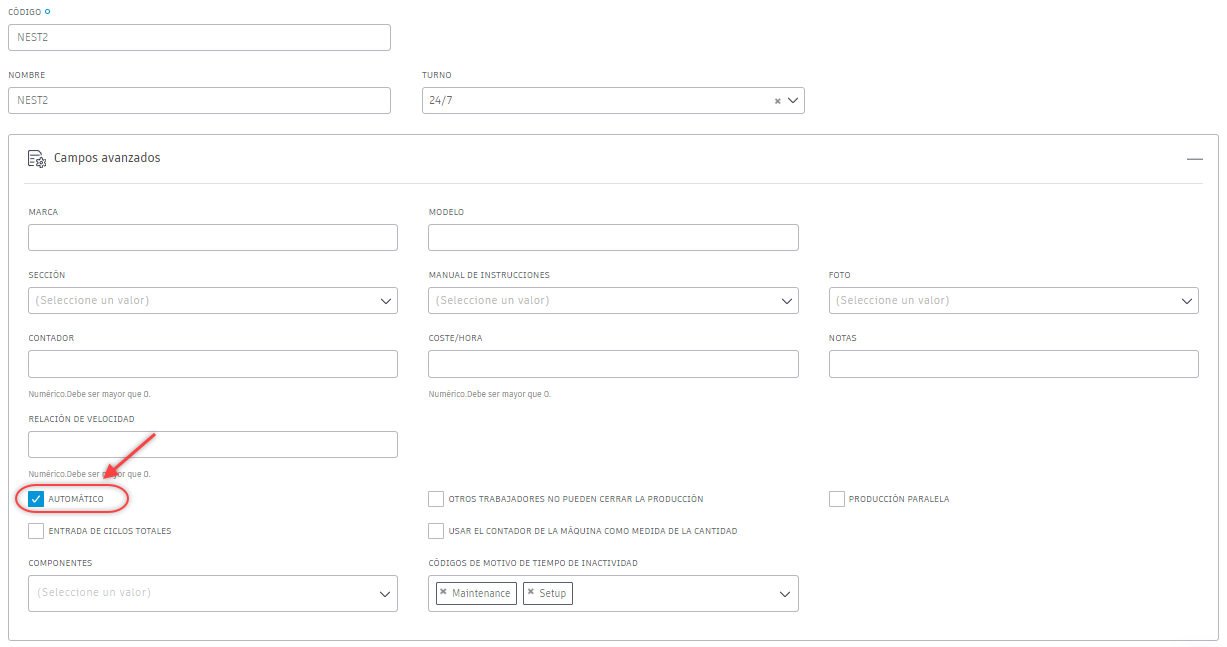 CÓDIGO
NEST2
NOMBRE
TURNO
NEST2
24/7
Campos avanzados
MARCA
MODELO
SECCIÓN
MANUAL DE INSTRUCCIONES
FOTO
(Seleccione un valor)
(Seleccione un valor)
(Seleccione un valor)
CONTADOR
COSTE/HORA
NOTAS
Numérico.Debe ser mayor que 0.
Numérico.Debe ser mayor que 0.
RELACIÓN DE VELOCIDAD
Numérico.Debe ser mayor que 0.
AUTOMÁTICO
OTROS TRABAJADORES NO PUEDEN CERRAR LA PRODUCCIÓN
PRODUCCIÓN PARALELA
ENTRADA DE CICLOS TOTALES
USAR EL CONTADOR DE LA MÁQUINA COMO MEDIDA DE LA CANTIDAD
COMPONENTES
CÓDIGOS DE MOTIVO DE TIEMPO DE INACTIVIDAD
(Seleccione un valor)
Maintenance
Setup